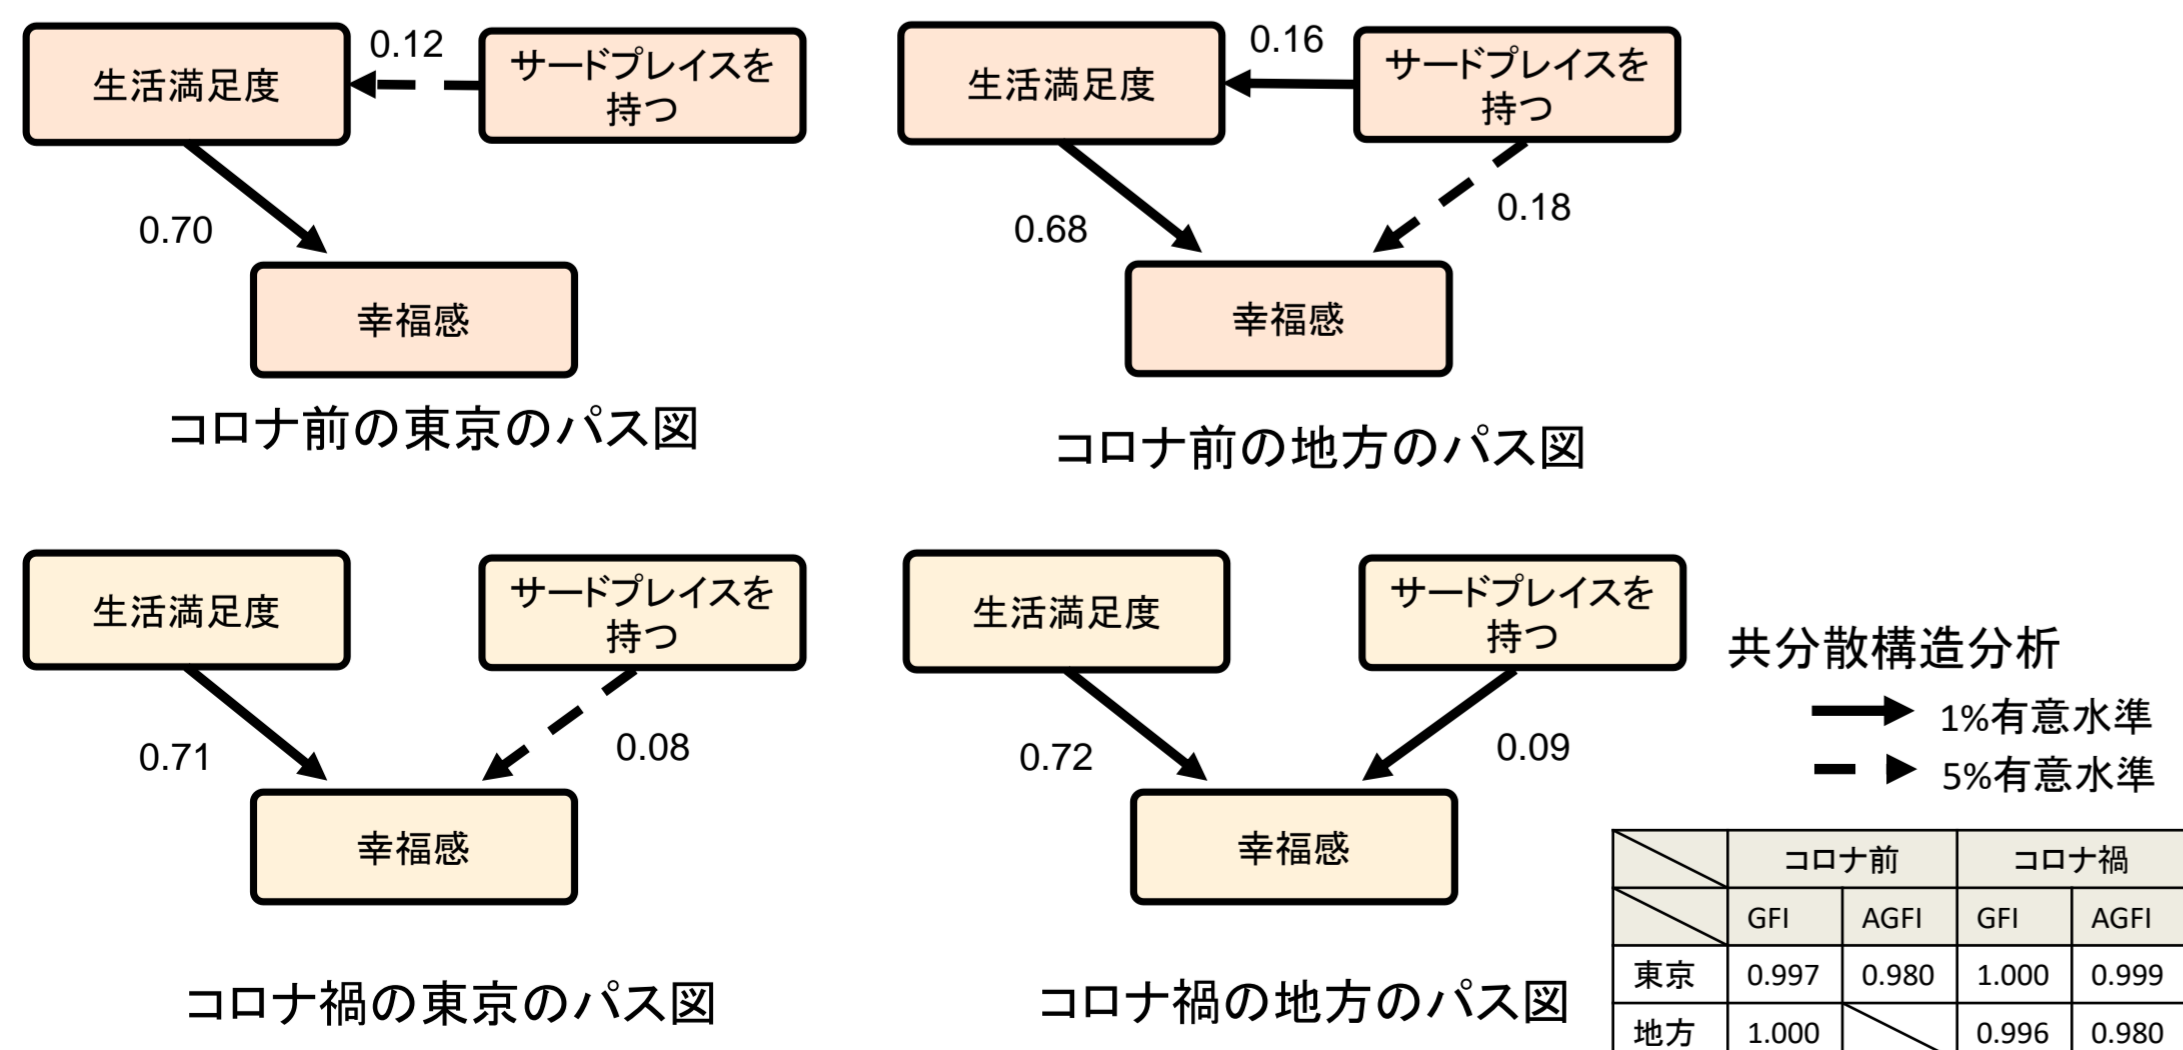 0.12
生活満足度
サードプレイスを
持つ
0.70
幸福感
コロナ前の東京のパス図
0.16
生活満足度
サードプレイスを
持つ
0.68
0.18
幸福感
コロナ前の地方のパス図
生活満足度
サードプレイスを
持つ
0.71
0.08
幸福感
コロナ禍の東京のパス図
生活満足度
サードプレイスを
持つ
0.72
0.09
幸福感
コロナ禍の地方のパス図
共分散構造分析
1%有意水準
5%有意水準
コロナ前 コロナ禍
GFI AGFI GFI AGFI
東京 0.997 0.980 1.000 0.999
地方 1.000 0.996 0.980